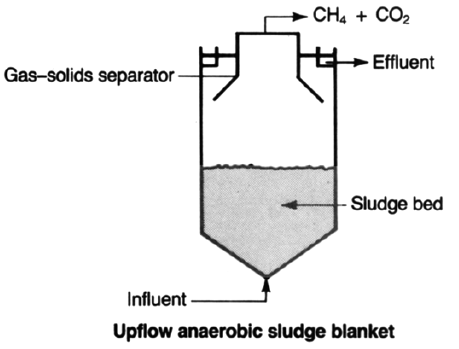 CH₄ + CO₂
Effluent
Gas–solids separator
Sludge bed
Influent
Upflow anaerobic sludge blanket